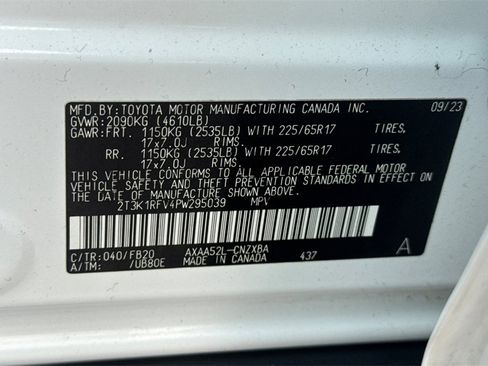 MFD.BY:TOYOTA MOTOR MANUFACTURING CANADA INC. 09/23
GVWR:2090KG (4610LB)
GAWR:FRT. 1150KG (2535LB) WITH 225/65R17 TIRES.
17x7.0J RIMS.
RR. 1150KG (2535LB) WITH 225/65R17 TIRES.
17x7.0J RIMS.
THIS VEHICLE CONFORMS TO ALL APPLICABLE FEDERAL MOTOR
VEHICLE SAFETY AND THEFT PREVENTION STANDARDS IN EFFECT ON
THE DATE OF MANUFACTURE SHOWN ABOVE.
2T3K1RFV4PW295039 MPV
C/TR:040/FB20 AXAA52L-CNZXBA A
A/TM: /UB80E MADE IN CANADA 437